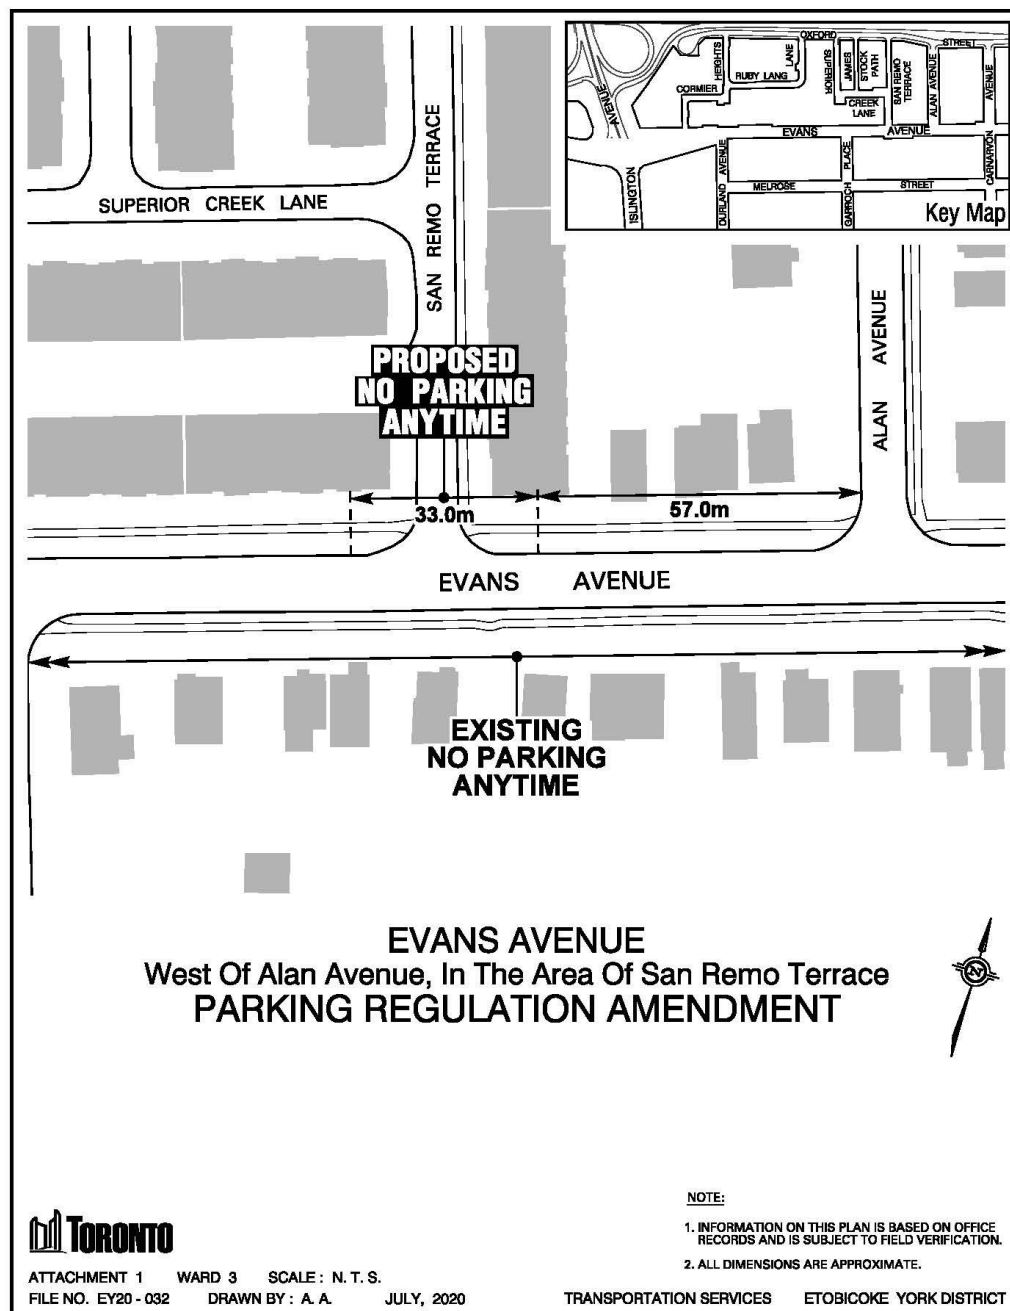 OXFORD STREET
HEIGHTS
RUBY LANG LANE
SUPERIOR
JAMES
STOCK PATH
SAN REMO TERRACE
ALAN AVENUE
AVENUE
CORMIER
CREEK LANE
AVENUE
EVANS AVENUE
ISLINGTON
DURLAND AVENUE
GARROCH PLACE
CARNARVON
MELROSE STREET
Key Map
SUPERIOR CREEK LANE
SAN REMO TERRACE
ALAN AVENUE
PROPOSED
NO PARKING
ANYTIME
33.0m
57.0m
EVANS AVENUE
EXISTING
NO PARKING
ANYTIME
EVANS AVENUE
West Of Alan Avenue, In The Area Of San Remo Terrace
PARKING REGULATION AMENDMENT
N
NOTE:
1. INFORMATION ON THIS PLAN IS BASED ON OFFICE
RECORDS AND IS SUBJECT TO FIELD VERIFICATION.
2. ALL DIMENSIONS ARE APPROXIMATE.
TORONTO
ATTACHMENT 1 WARD 3 SCALE : N. T. S.
FILE NO. EY20 - 032 DRAWN BY : A. A. JULY, 2020
TRANSPORTATION SERVICES ETOBICOKE YORK DISTRICT